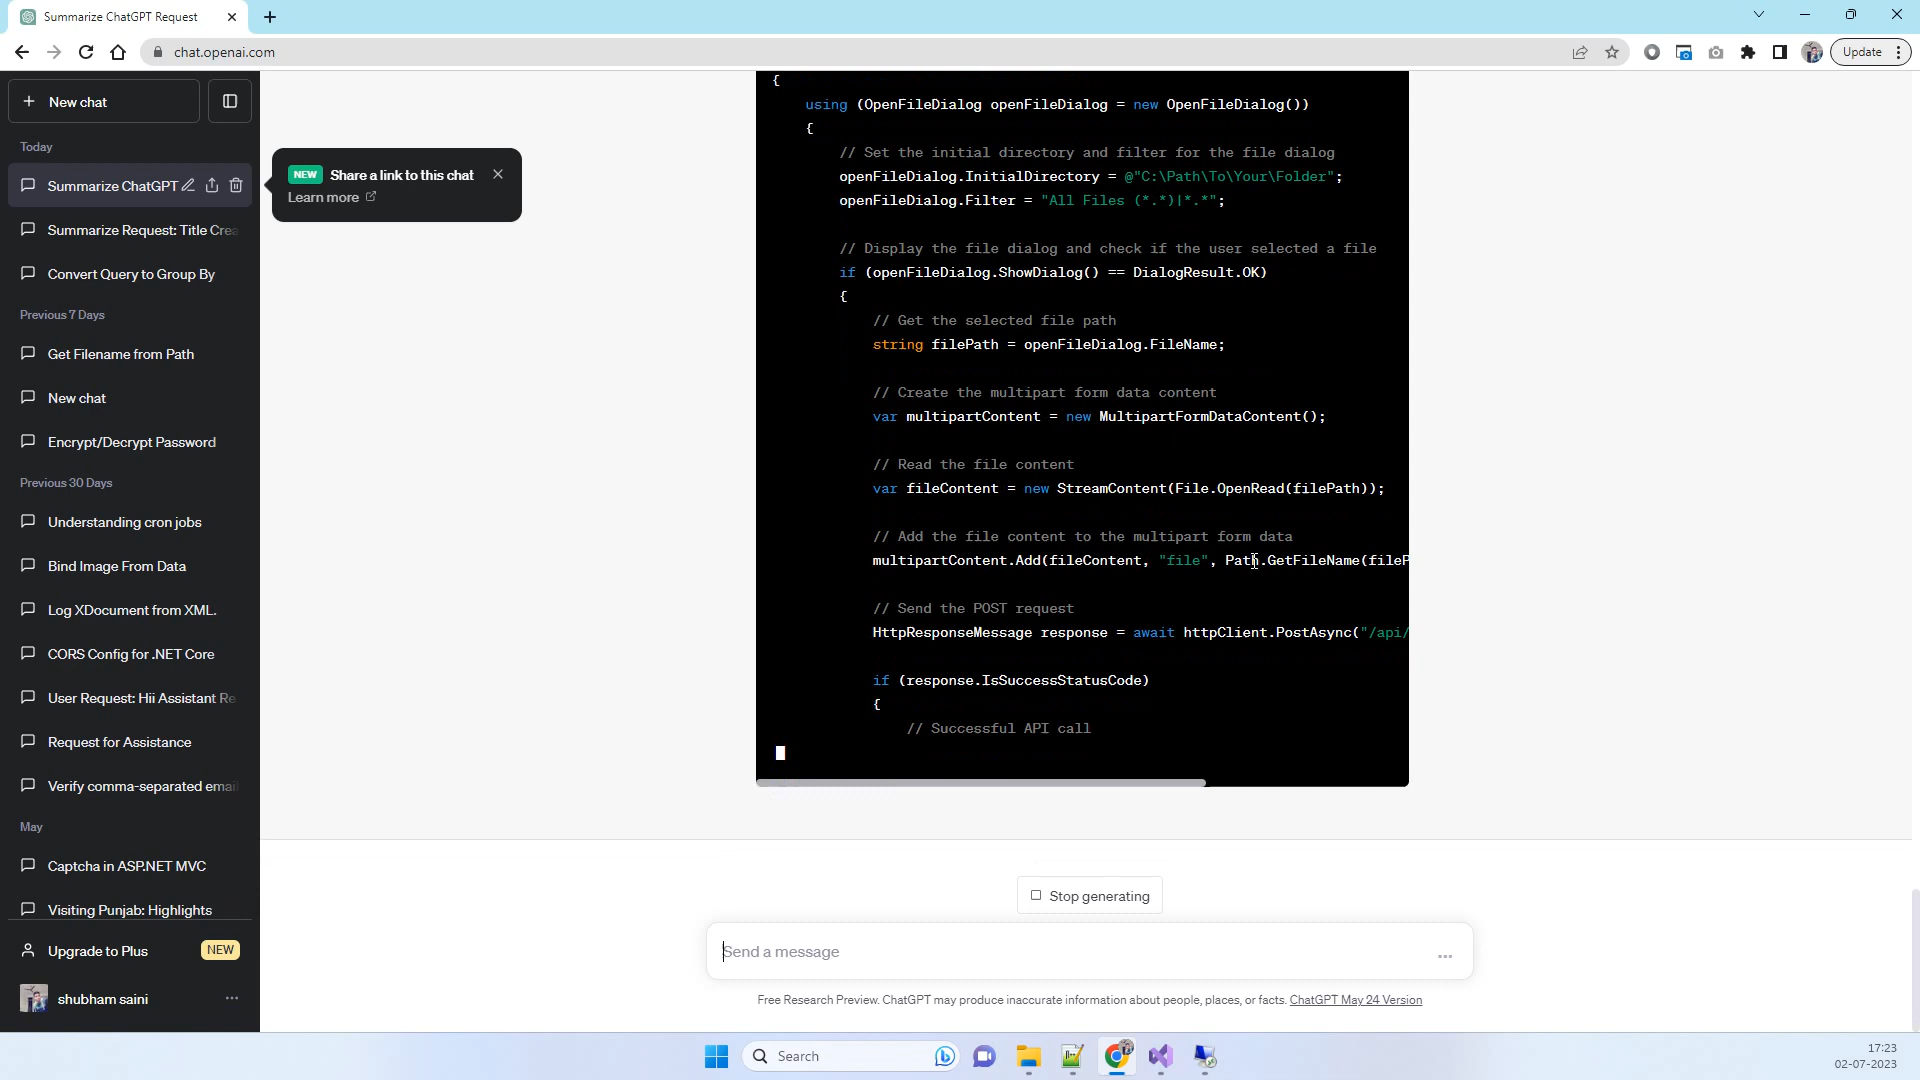 Summarize ChatGPT Request
chat.openai.com
Update
New chat
Today
Summarize ChatGPT
Summarize Request: Title Crea
Convert Query to Group By
Previous 7 Days
Get Filename from Path
New chat
Encrypt/Decrypt Password
Previous 30 Days
Understanding cron jobs
Bind Image From Data
Log XDocument from XML.
CORS Config for .NET Core
User Request: Hii Assistant Re
Request for Assistance
Verify comma-separated emai
May
Captcha in ASP.NET MVC
Visiting Punjab: Highlights
Upgrade to Plus NEW
shubham saini
NEW Share a link to this chat
Learn more
{
using (OpenFileDialog openFileDialog = new OpenFileDialog())
{
// Set the initial directory and filter for the file dialog
openFileDialog.InitialDirectory = @"C:\Path\To\Your\Folder";
openFileDialog.Filter = "All Files (*.*)|*.*";
// Display the file dialog and check if the user selected a file
if (openFileDialog.ShowDialog() == DialogResult.OK)
{
// Get the selected file path
string filePath = openFileDialog.FileName;
// Create the multipart form data content
var multipartContent = new MultipartFormDataContent();
// Read the file content
var fileContent = new StreamContent(File.OpenRead(filePath));
// Add the file content to the multipart form data
multipartContent.Add(fileContent, "file", Path.GetFileName(fileP
// Send the POST request
HttpResponseMessage response = await httpClient.PostAsync("/api/
if (response.IsSuccessStatusCode)
{
// Successful API call
Stop generating
Send a message
Free Research Preview. ChatGPT may produce inaccurate information about people, places, or facts. ChatGPT May 24 Version
Search
17:23
02-07-2023